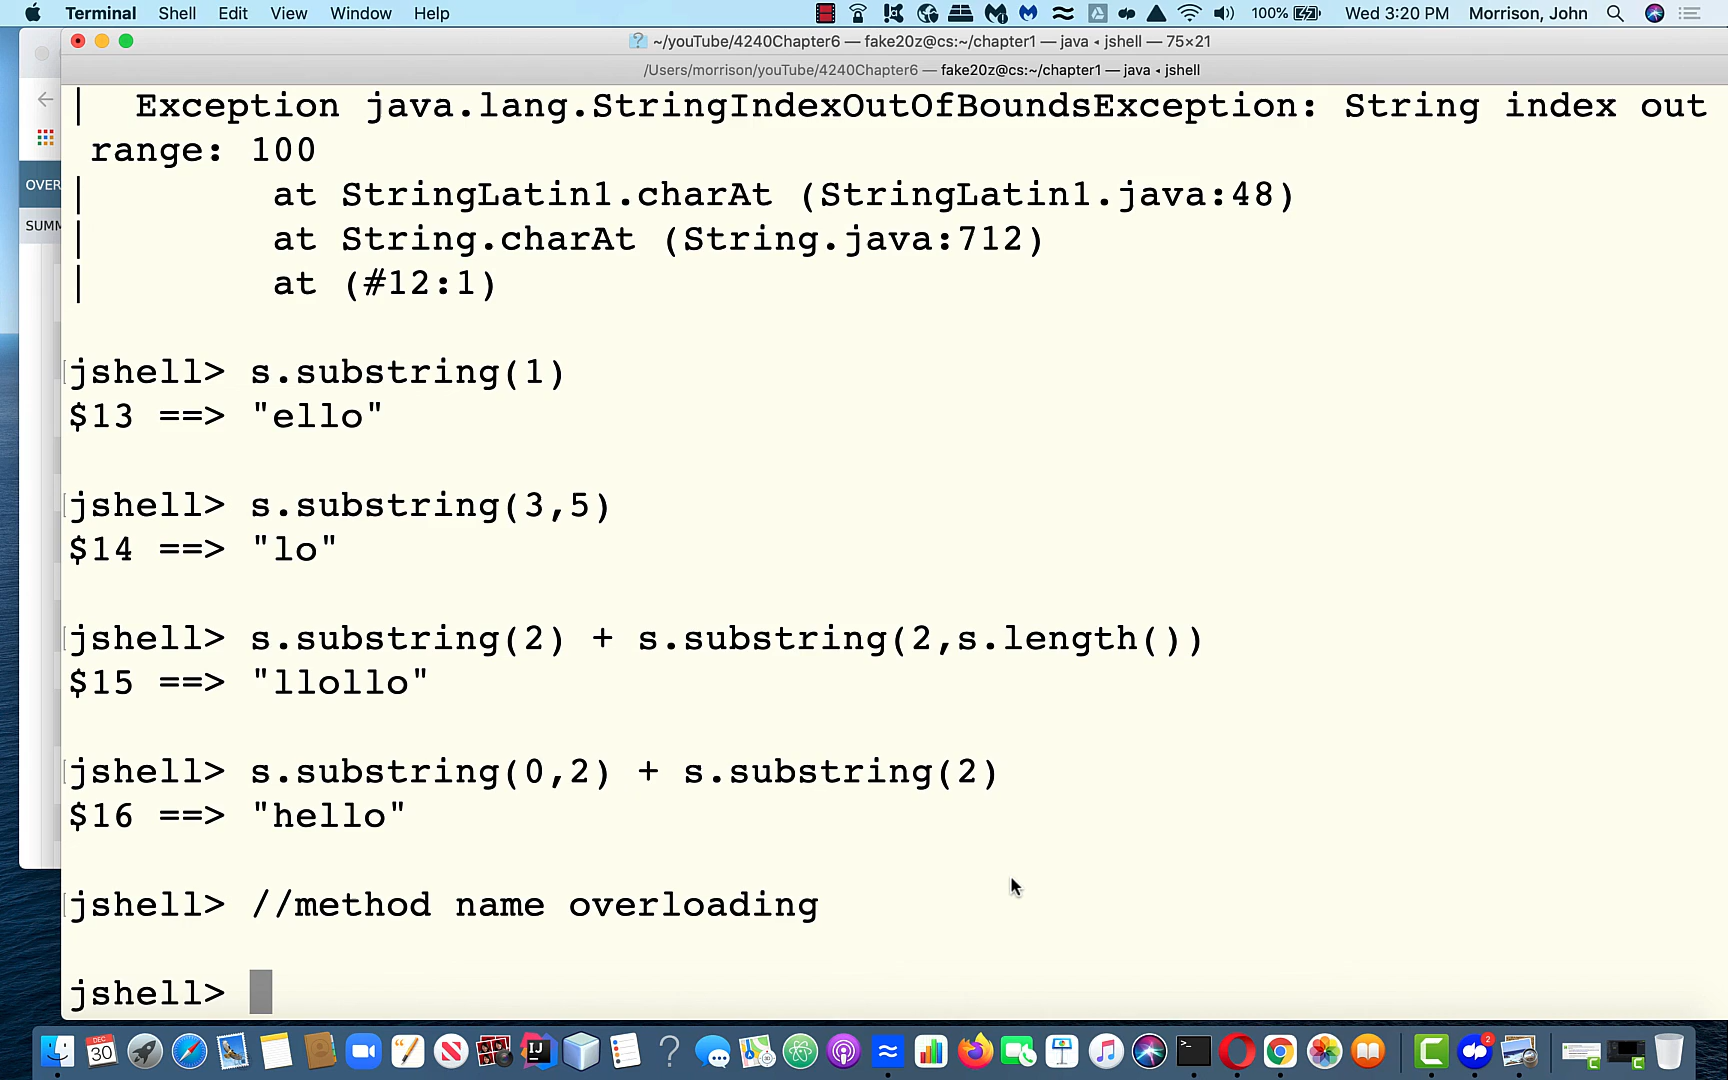 Terminal Shell Edit View Window Help 100% Wed 3:20 PM Morrison, John
~/youTube/4240Chapter6 — fake20z@cs:~/chapter1 — java ◂ jshell — 75×21
/Users/morrison/youTube/4240Chapter6 — fake20z@cs:~/chapter1 — java ◂ jshell
| Exception java.lang.StringIndexOutOfBoundsException: String index out
range: 100
| at StringLatin1.charAt (StringLatin1.java:48)
| at String.charAt (String.java:712)
| at (#12:1)
OVER
SUMM
jshell> s.substring(1)
$13 ==> "ello"
jshell> s.substring(3,5)
$14 ==> "lo"
jshell> s.substring(2) + s.substring(2,s.length())
$15 ==> "llollo"
jshell> s.substring(0,2) + s.substring(2)
$16 ==> "hello"
jshell> //method name overloading
jshell>
DEC
30
2